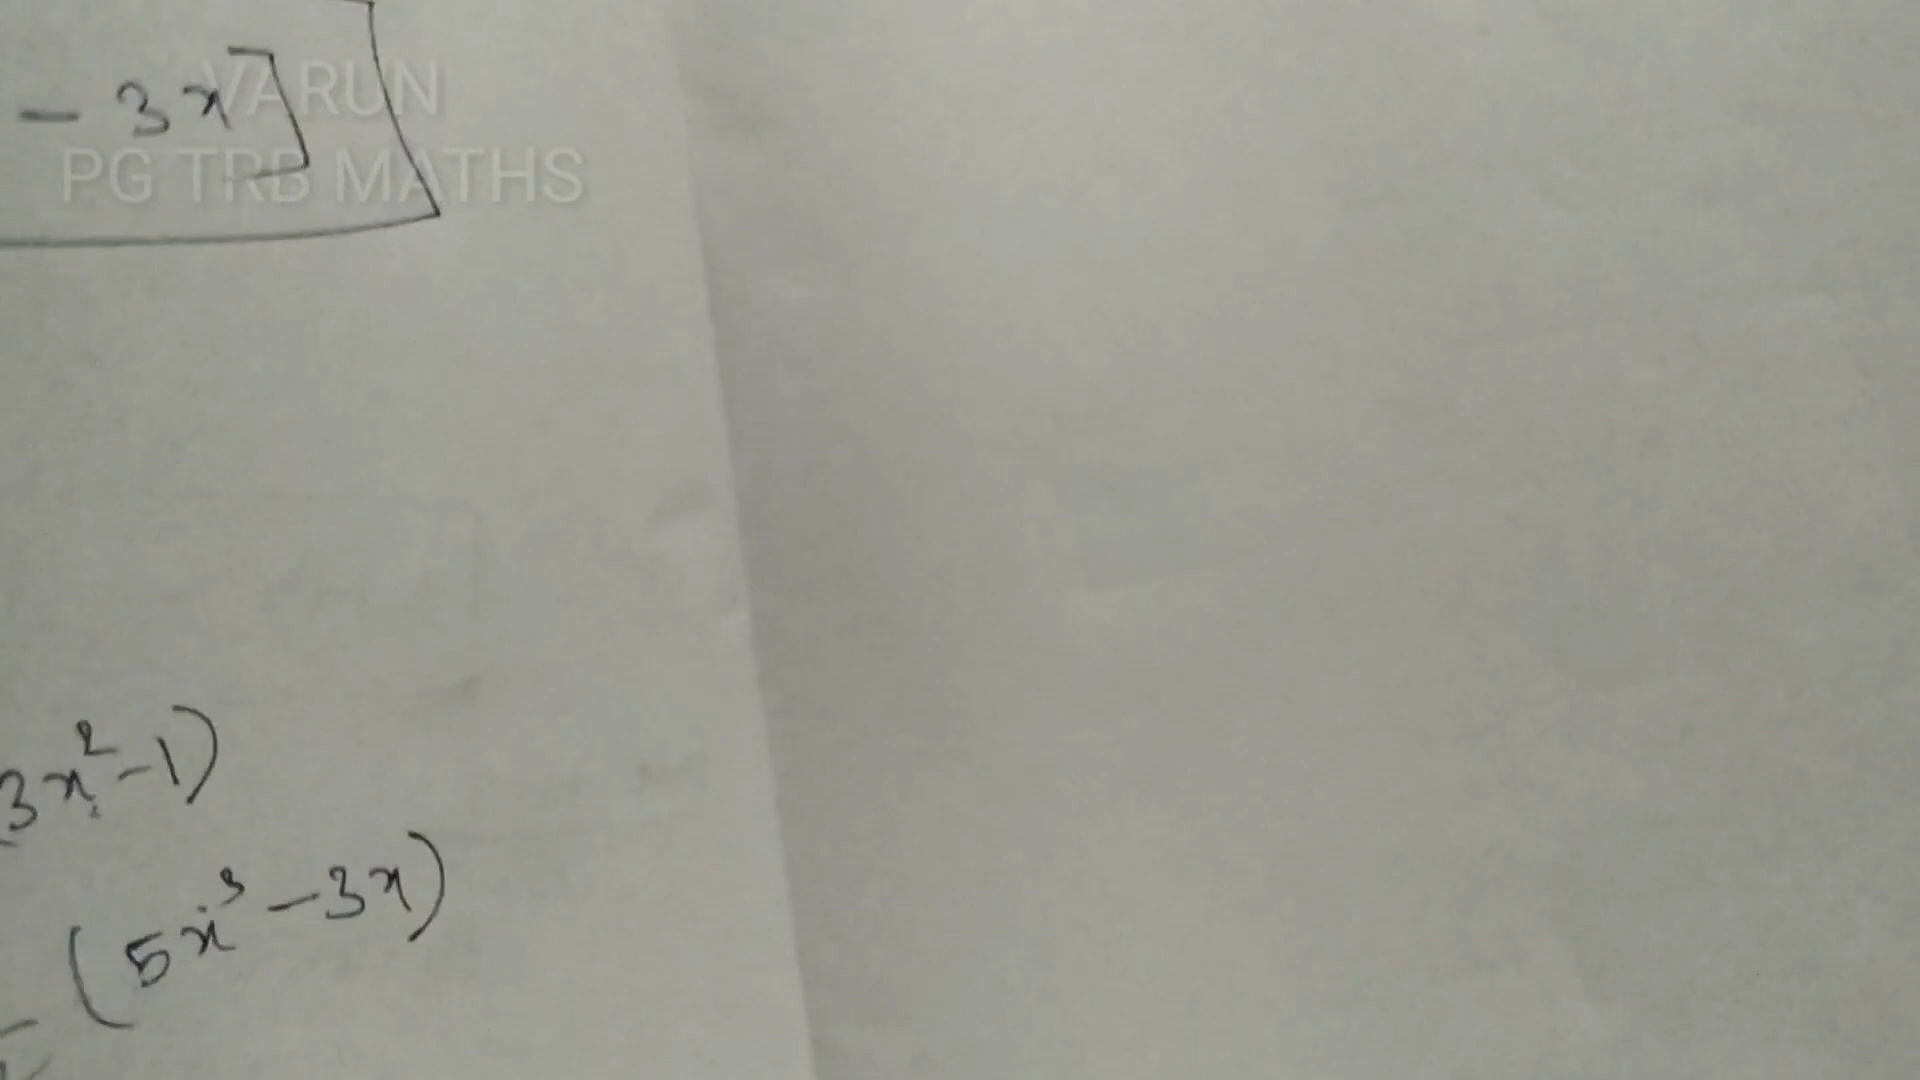 - 3x]
VARUN
PG TRB MATHS
3x²-1)
(5x³-3x)